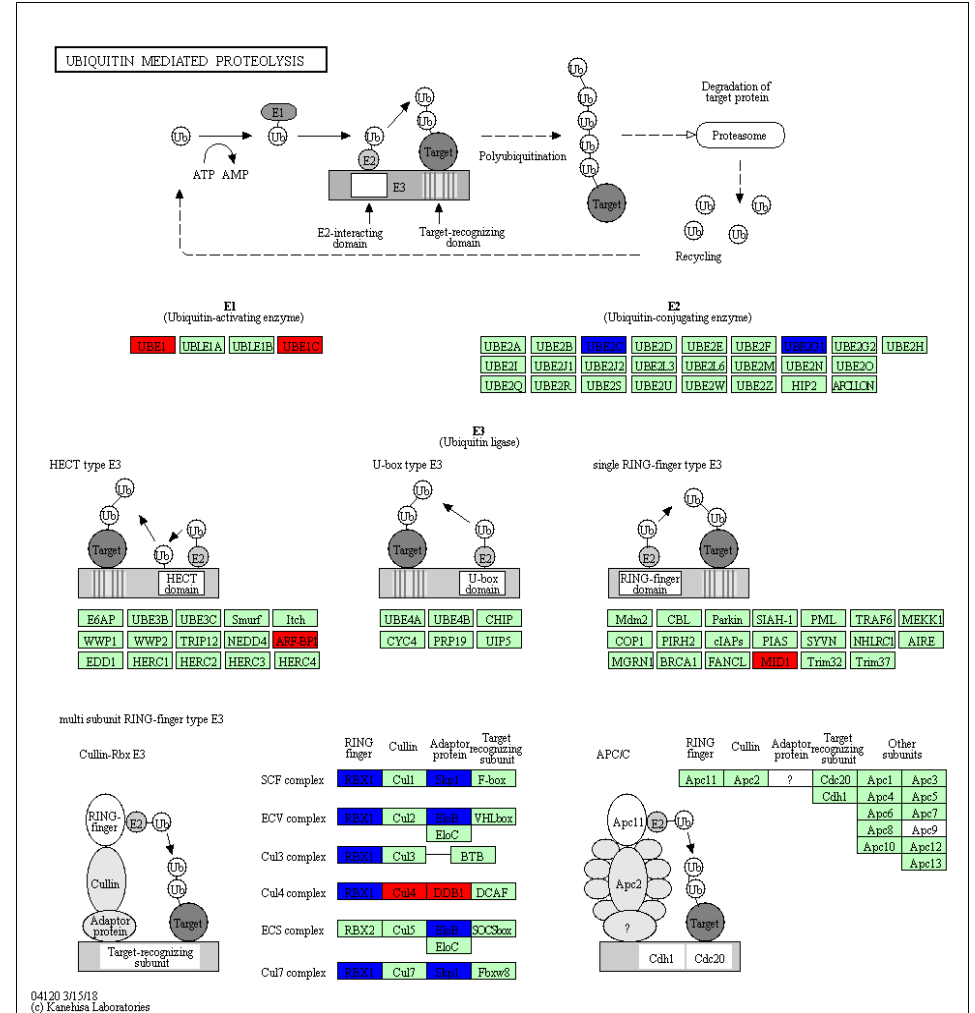 UBIQUITIN MEDIATED PROTEOLYSIS
Ub
ATP AMP
E1
Ub
Ub
E2
Ub
Ub
Target
E3
E2-interacting
domain
Target-recognizing
domain
Polyubiquitination
Ub
Ub
Ub
Ub
Ub
Ub
Target
Degradation of
target protein
Proteasome
Ub
Ub
Ub
Ub
Recycling
E1
(Ubiquitin-activating enzyme)
UBE1 UBLE1A UBLE1B UBE1C
E2
(Ubiquitin-conjugating enzyme)
UBE2A UBE2B UBE2C UBE2D UBE2E UBE2F UBE2G1 UBE2G2 UBE2H
UBE2I UBE2J1 UBE2J2 UBE2L3 UBE2L6 UBE2M UBE2N UBE2O
UBE2Q UBE2R UBE2S UBE2U UBE2W UBE2Z HIP2 APOLLON
E3
(Ubiquitin ligase)
HECT type E3
Ub
Ub
Target
Ub
Ub
E2
HECT
domain
E6AP UBE3B UBE3C Smurf Itch
WWP1 WWP2 TRIP12 NEDD4 ARF-BP1
EDD1 HERC1 HERC2 HERC3 HERC4
U-box type E3
Ub
Ub
Target
Ub
E2
U-box
domain
UBE4A UBE4B CHIP
CYC4 PRP19 UIP5
single RING-finger type E3
Ub
E2
Ub
Ub
Target
RING-finger
domain
Mdm2 CBL Parkin SIAH-1 PML TRAF6 MEKK1
COP1 PIRH2 cIAPs PIAS SYVN NHLRC1 AIRE
MGRN1 BRCA1 FANCL MID1 Trim32 Trim37
multi subunit RING-finger type E3
Cullin-Rbx E3
RING-
finger
E2
Ub
Cullin
Ub
Ub
Adaptor
protein
Target
Target-recognizing
subunit
RING
finger
Cullin
Adaptor
protein
Target
recognizing
subunit
SCF complex RBX1 Cul1 Skp1 F-box
ECV complex RBX1 Cul2 EloB VHLbox
EloC
Cul3 complex RBX1 Cul3 BTB
Cul4 complex RBX1 Cul4 DDB1 DCAF
ECS complex RBX2 Cul5 EloB SOCSbox
EloC
Cul7 complex RBX1 Cul7 Skp1 Fbxw8
APC/C
Apc11
E2
Ub
Apc2
Ub
Ub
?
Target
Cdh1 Cdc20
RING
finger
Cullin
Adaptor
protein
Target
recognizing
subunit
Other
subunits
Apc11 Apc2 ? Cdc20 Apc1 Apc3
Cdh1 Apc4 Apc5
Apc6 Apc7
Apc8 Apc9
Apc10 Apc12
Apc13
04120 3/15/18
(c) Kanehisa Laboratories